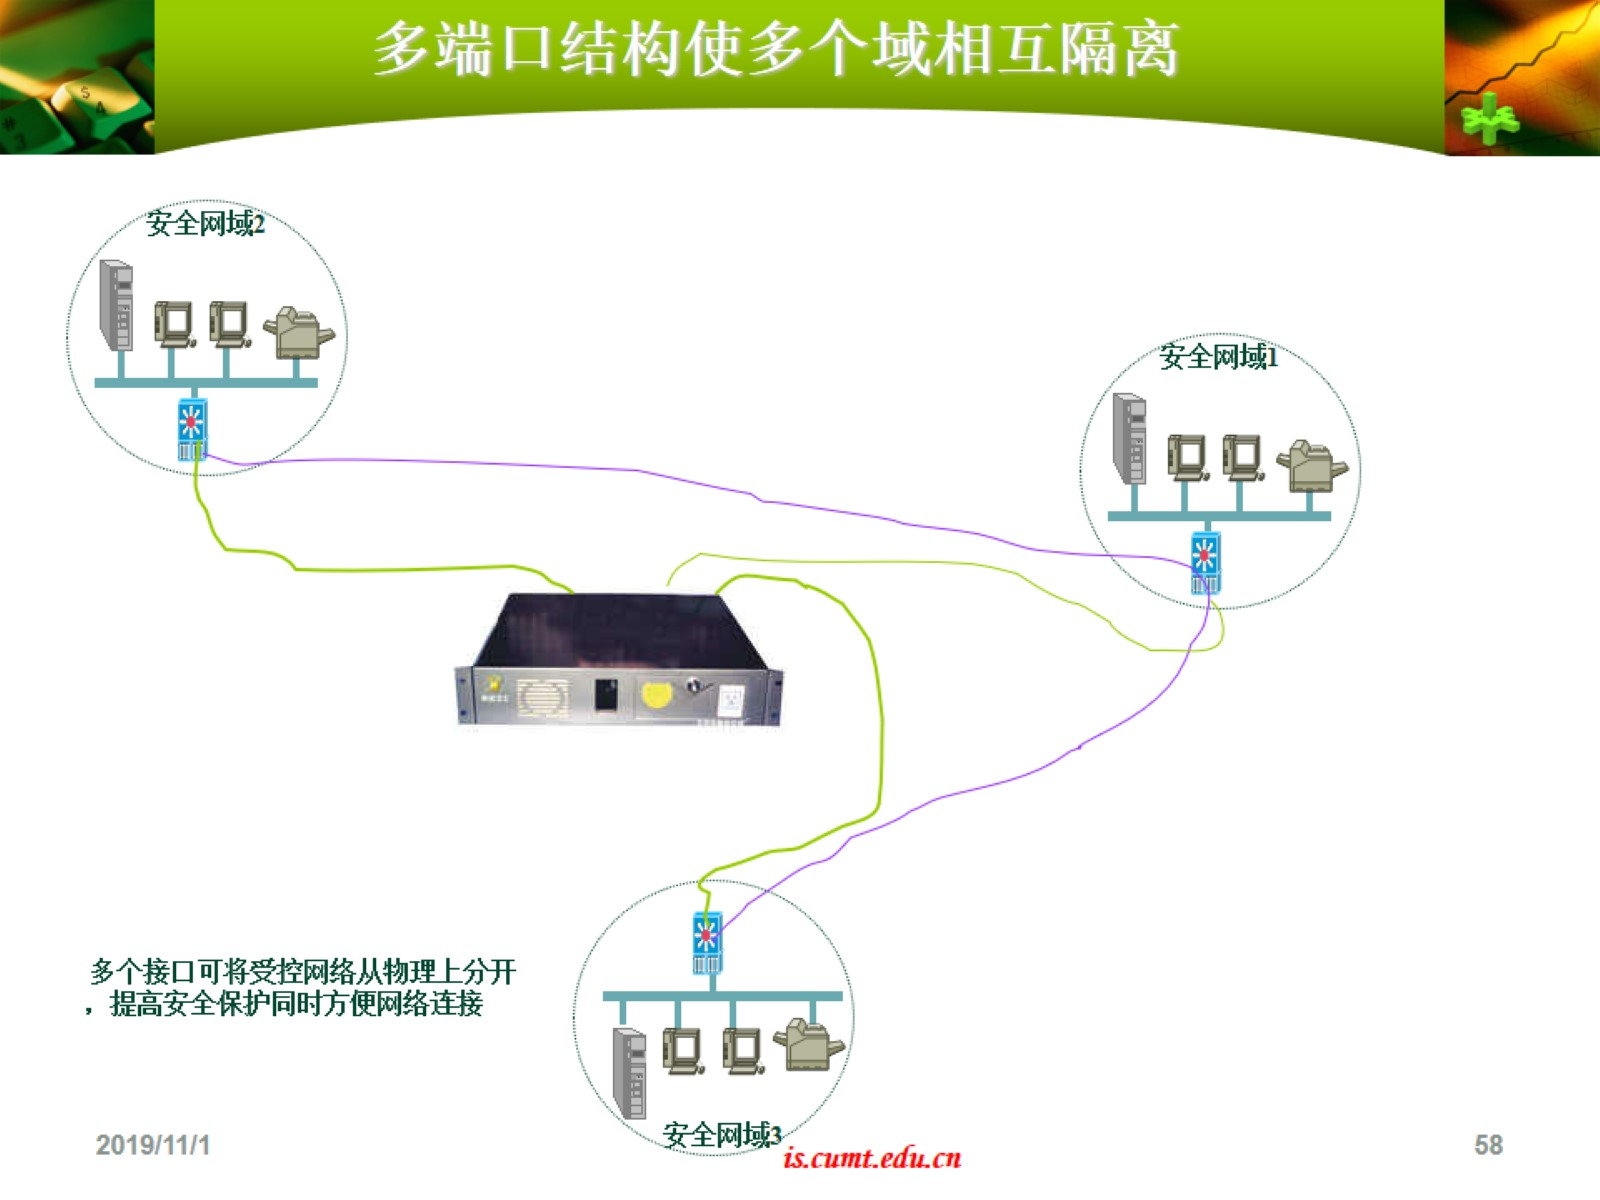 多端口结构使多个域相互隔离
安全网域2
安全网域1
多个接口可将受控网络从物理上分开
，提高安全保护同时方便网络连接
安全网域3
2019/11/1
is.cumt.edu.cn
58